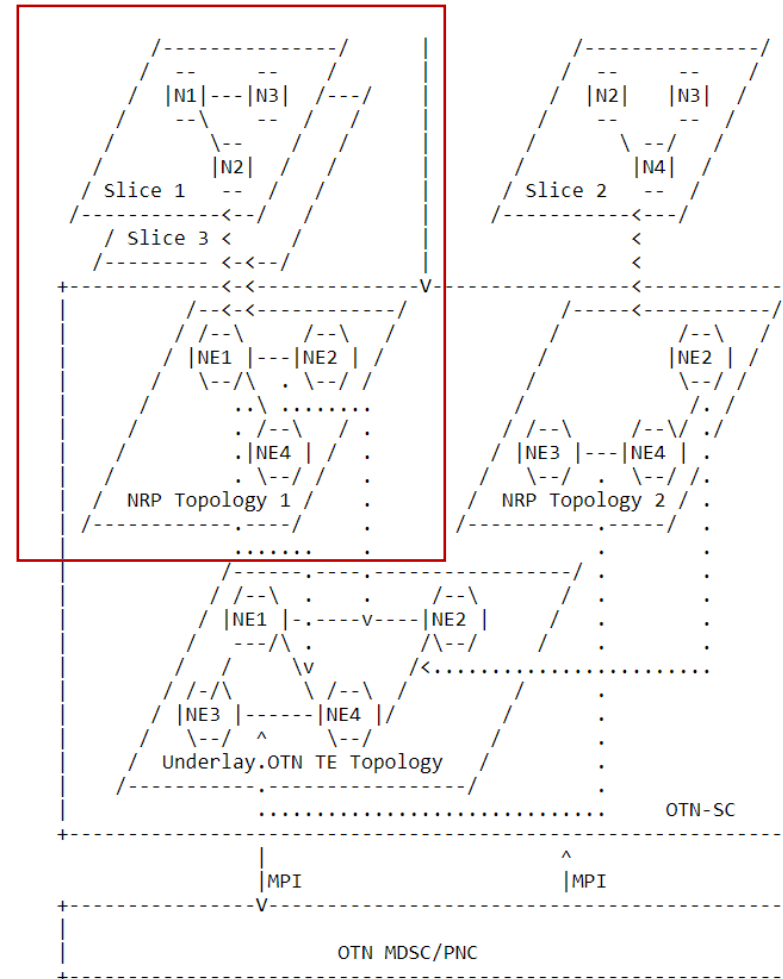 N1 N3 N2 N3
N2 N4
Slice 1 Slice 2
Slice 3
NE1 NE2 NE2
NE4 NE3 NE4
NRP Topology 1 NRP Topology 2
NE1 NE2
NE3 NE4
Underlay OTN TE Topology
OTN-SC
MPI MPI
OTN MDSC/PNC